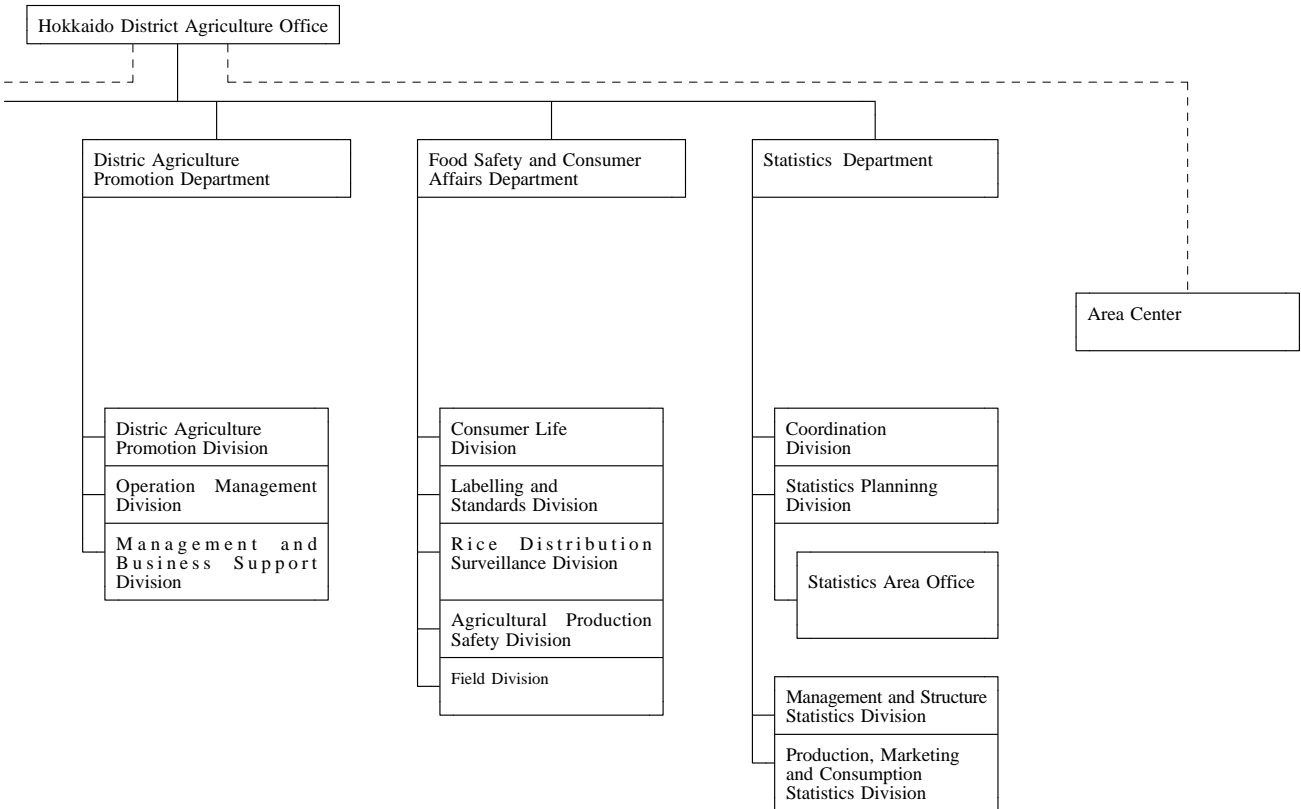 Hokkaido District Agriculture Office
Distric Agriculture
Promotion Department
Food Safety and Consumer
Affairs Department
Statistics Department
Area Center
Distric Agriculture
Promotion Division
Operation Management
Division
Management and
Business Support
Division
Consumer Life
Division
Labelling and
Standards Division
Rice Distribution
Surveillance Division
Agricultural Production
Safety Division
Field Division
Coordination
Division
Statistics Planninng
Division
Statistics Area Office
Management and Structure
Statistics Division
Production, Marketing
and Consumption
Statistics Division